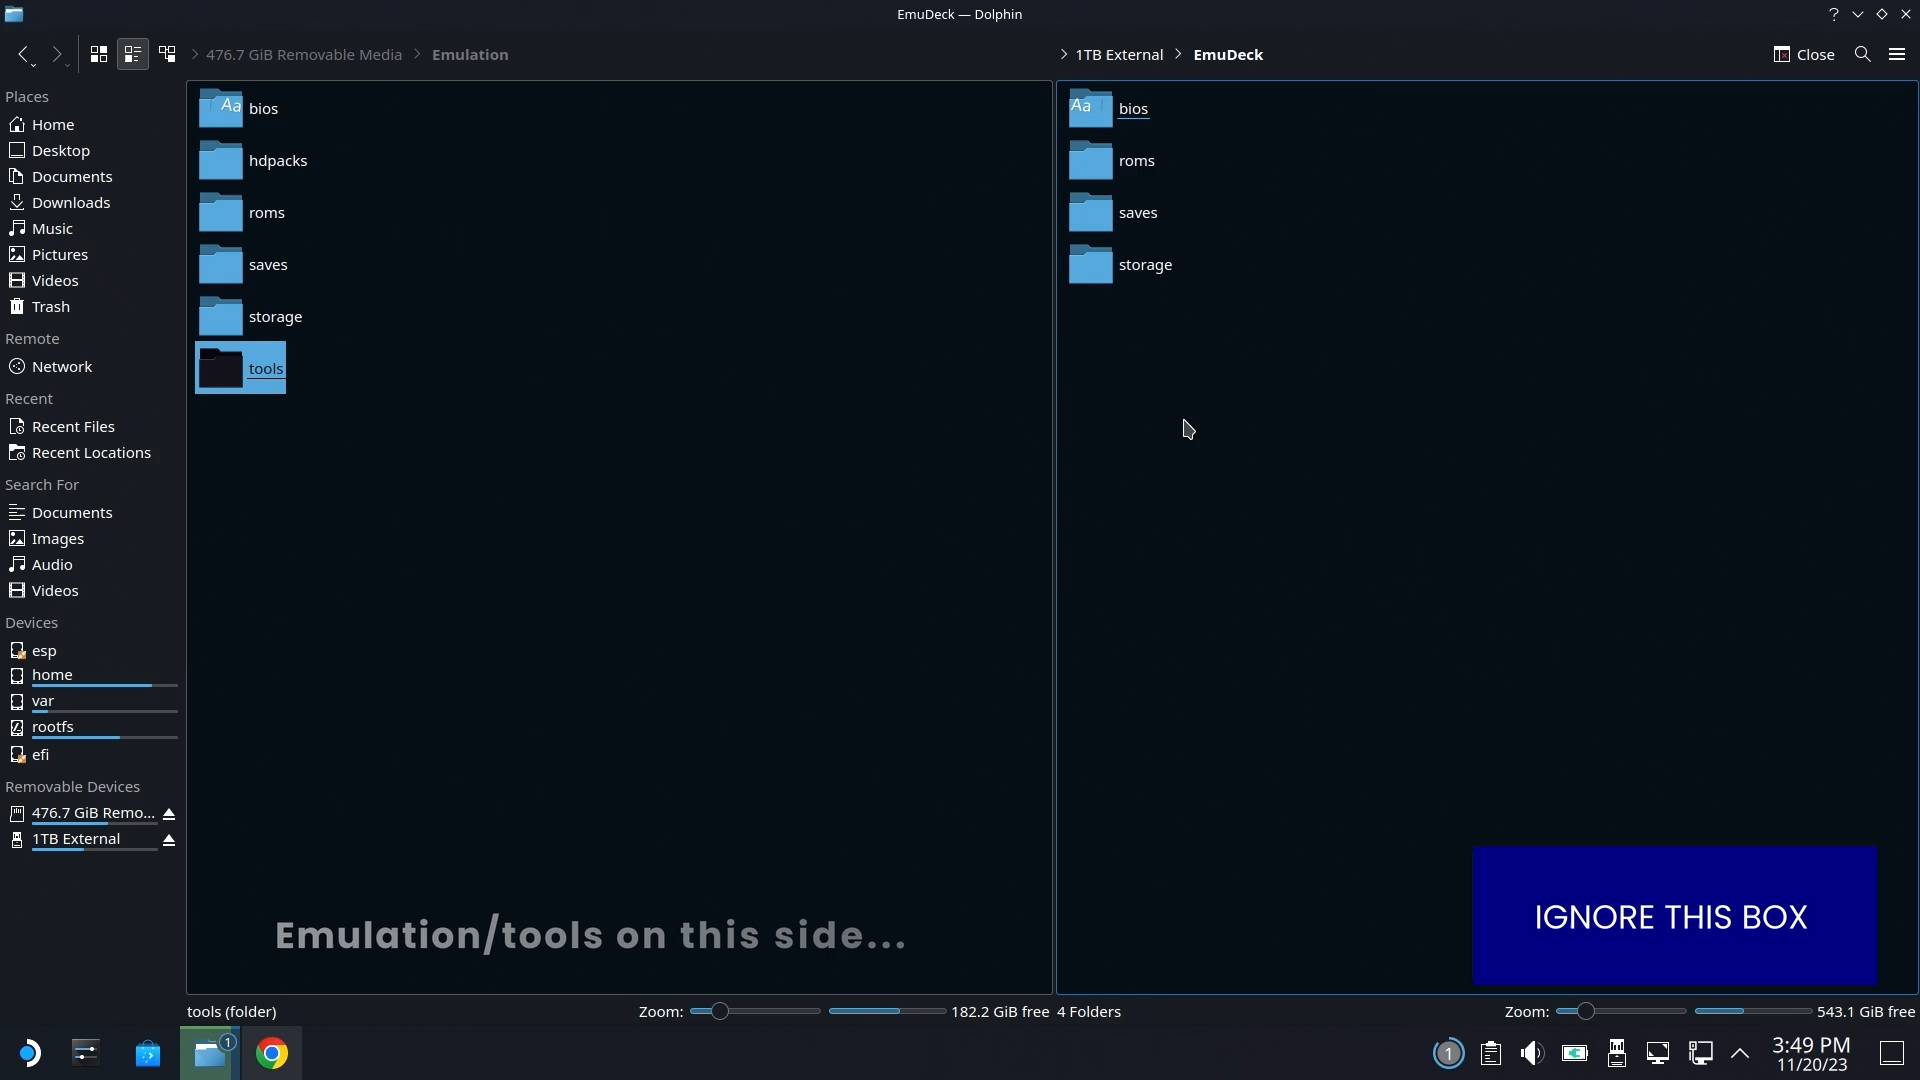 EmuDeck — Dolphin
476.7 GiB Removable Media > Emulation
1TB External > EmuDeck
Close
Places
Home
Desktop
Documents
Downloads
Music
Pictures
Videos
Trash
Remote
Network
Recent
Recent Files
Recent Locations
Search For
Documents
Images
Audio
Videos
Devices
esp
home
var
rootfs
efi
Removable Devices
476.7 GiB Remo...
1TB External
Aa bios
hdpacks
roms
saves
storage
tools
Aa bios
roms
saves
storage
Emulation/tools on this side...
IGNORE THIS BOX
tools (folder)
Zoom:
182.2 GiB free
4 Folders
Zoom:
543.1 GiB free
1
1
3:49 PM
11/20/23